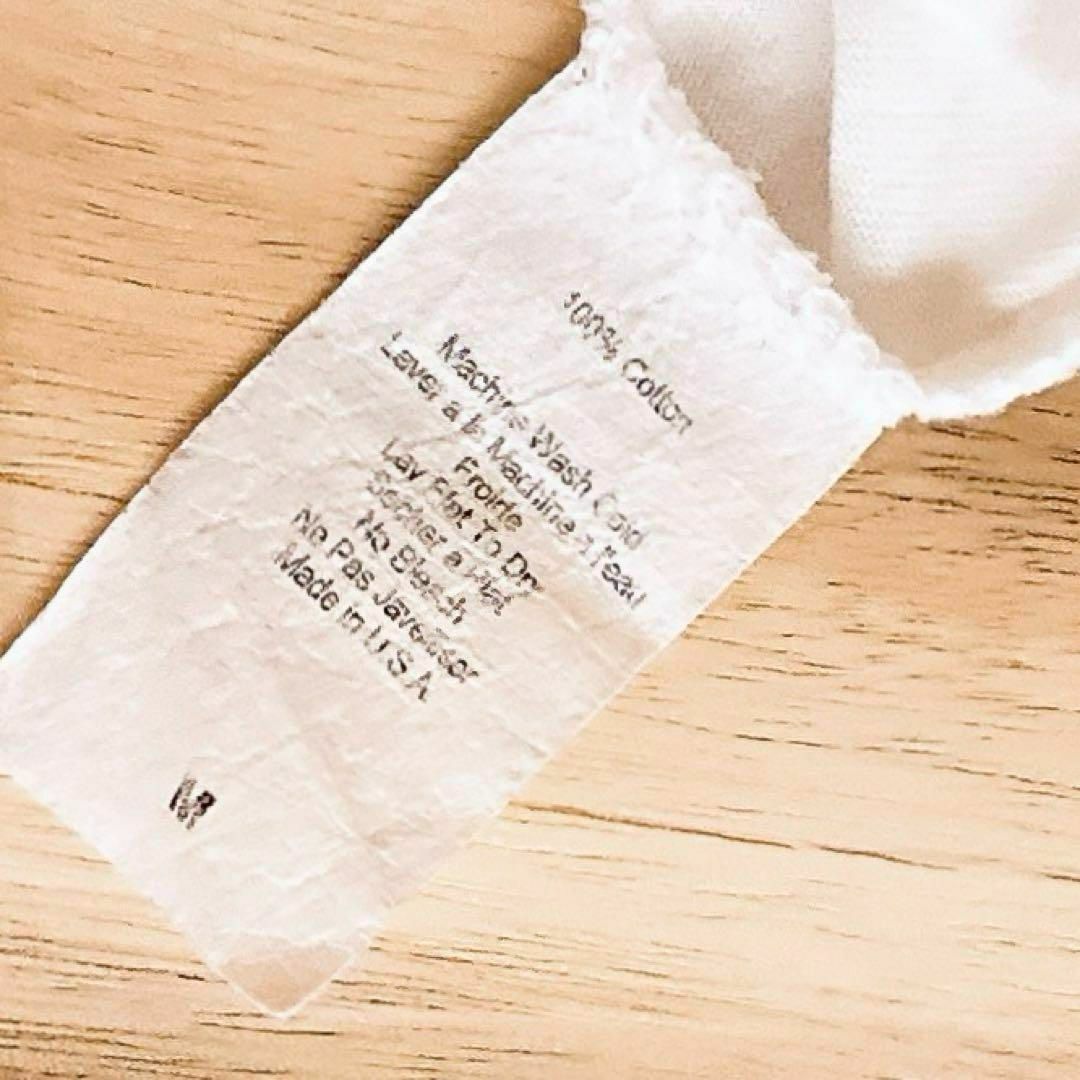 100% Cotton
Machine Wash Cold
Laver a la Machine a l'eau
Froide
Lay Flat To Dry
Secher a Plat
No Bleach
No Pas Javelliser
Made in U.S.A.
M